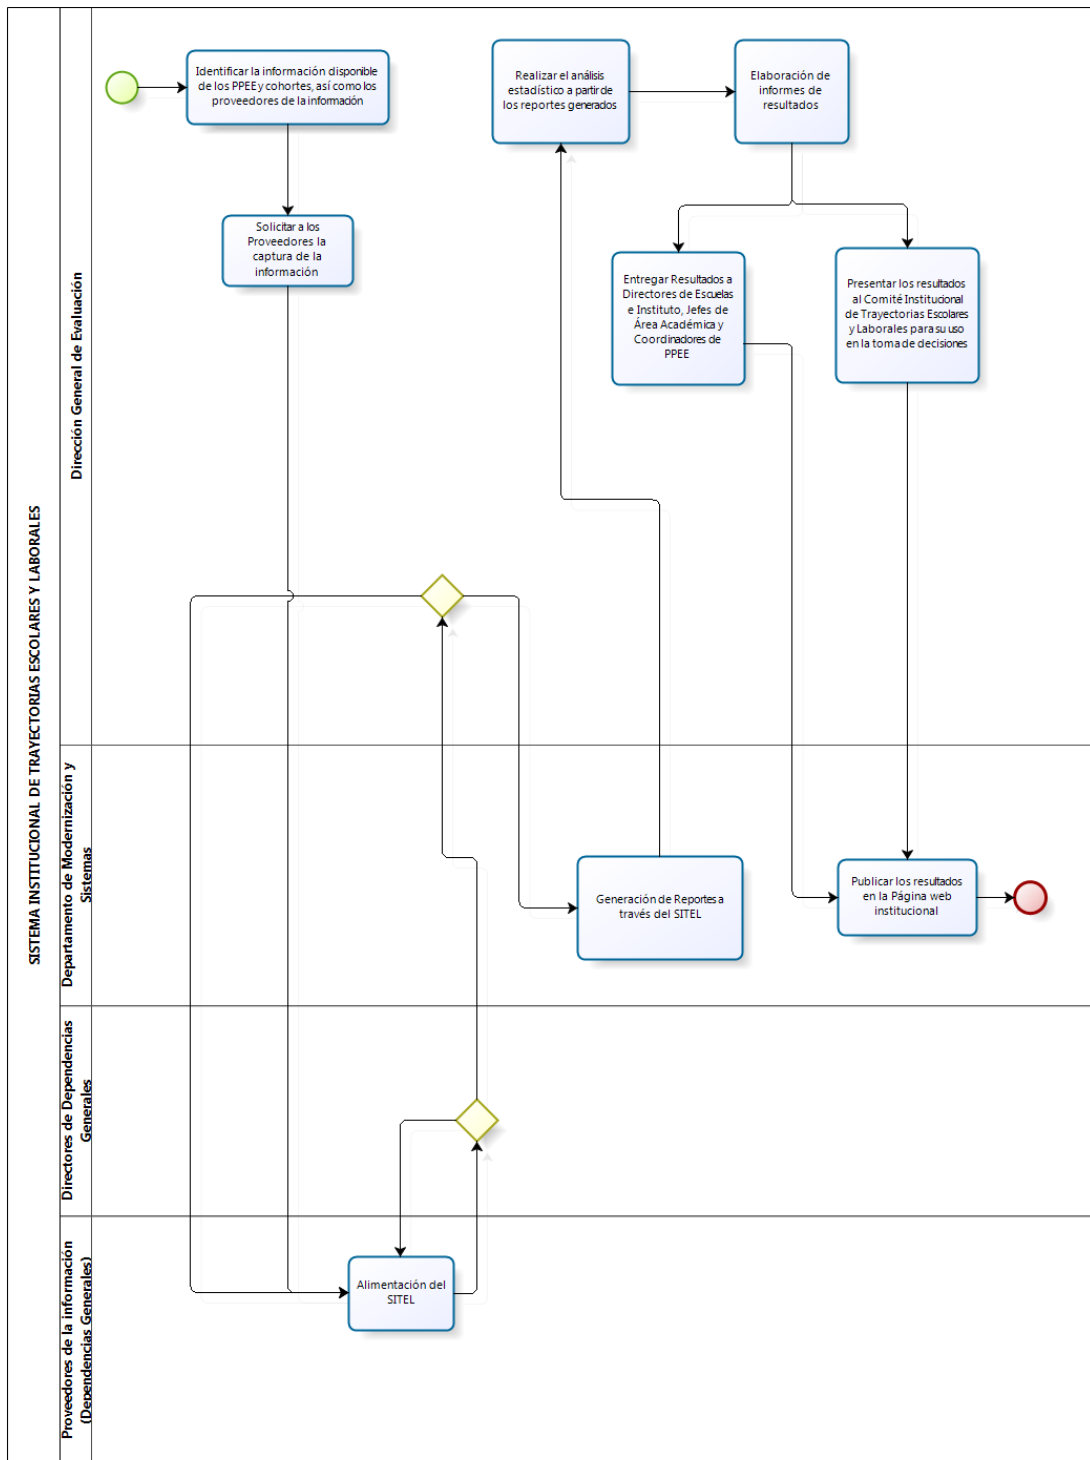 SISTEMA INSTITUCIONAL DE TRAYECTORIAS ESCOLARES Y LABORALES
Dirección General de Evaluación
Identificar la información disponible
de los PPEE y cohortes, así como los
proveedores de la información
Realizar el análisis
estadístico a partir de
los reportes generados
Elaboración de
informes de
resultados
Solicitar a los
Proveedores la
captura de la
información
Entregar Resultados a
Directores de Escuelas
e Instituto, Jefes de
Área Académica y
Coordinadores de
PPEE
Presentar los resultados
al Comité Institucional
de Trayectorias Escolares
y Laborales para su uso
en la toma de decisiones
Departamento de Modernización y
Sistemas
Generación de Reportes a
través del SITEL
Publicar los resultados
en la Página web
institucional
Directores de Dependencias
Generales
Proveedores de la información
(Dependencias Generales)
Alimentación del
SITEL